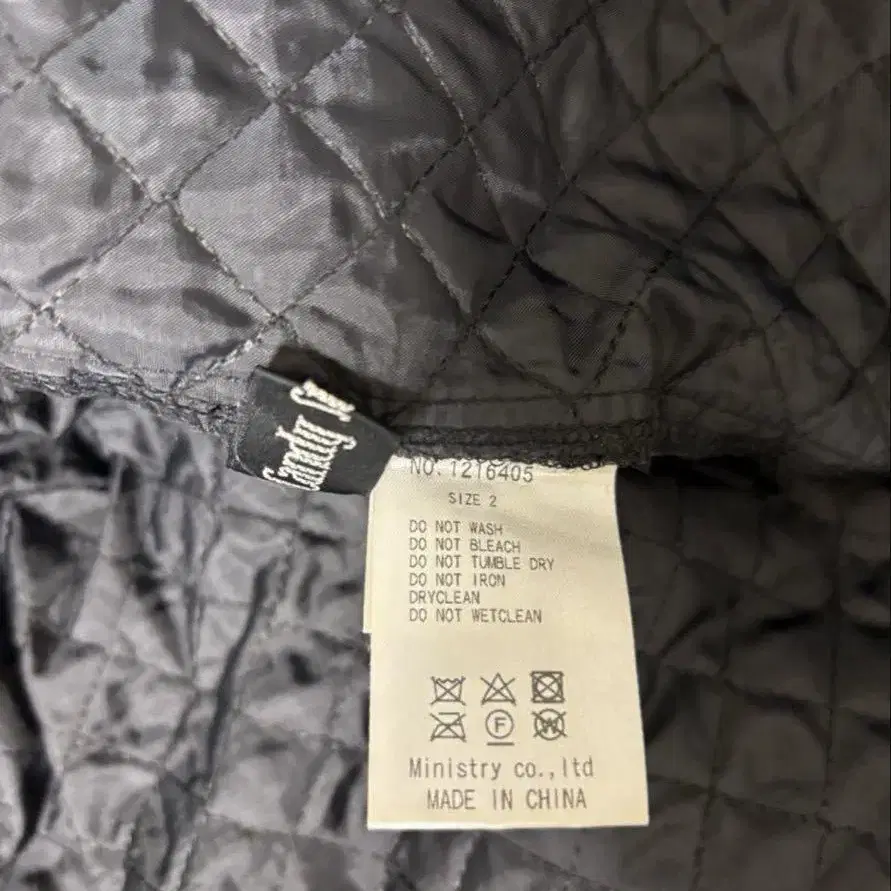 Candy
NO. 1216405
SIZE 2
DO NOT WASH
DO NOT BLEACH
DO NOT TUMBLE DRY
DO NOT IRON
DRYCLEAN
DO NOT WETCLEAN
F
W
Ministry co.,ltd
MADE IN CHINA